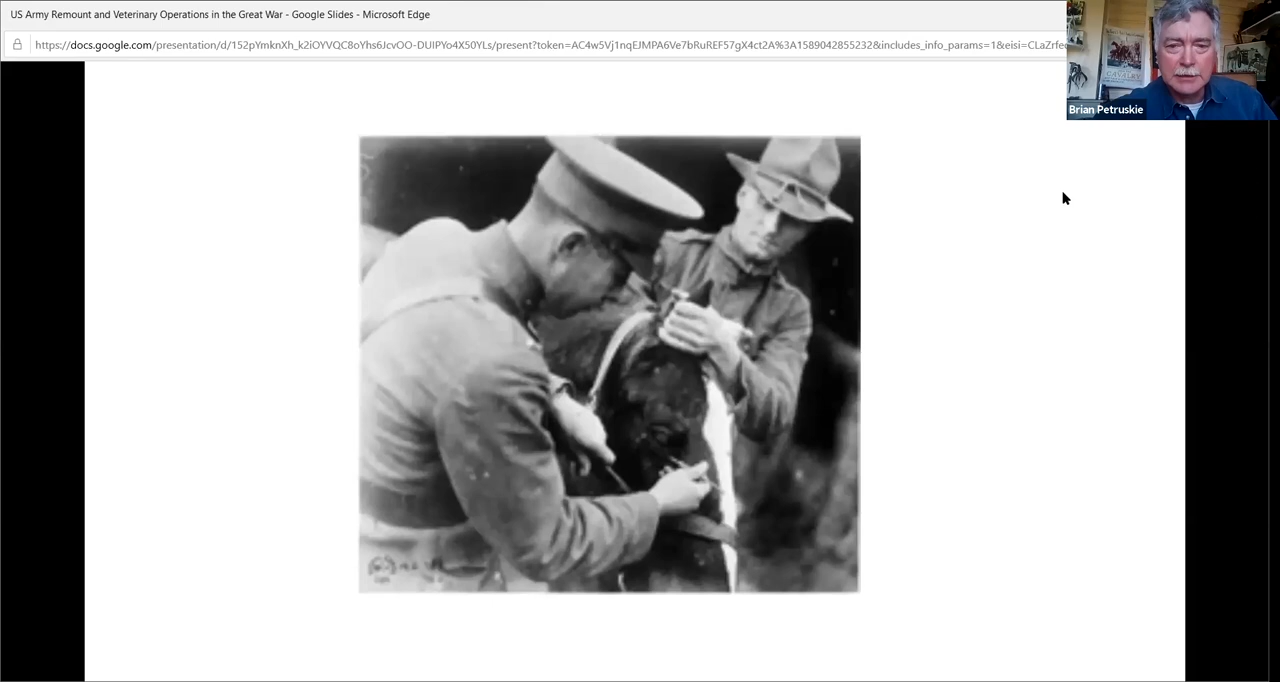 US Army Remount and Veterinary Operations in the Great War - Google Slides - Microsoft Edge
https://docs.google.com/presentation/d/152pYmknXh_k2iOYVQC8oYhs6JcvOO-DUlPYo4X50YLs/present?token=AC4w5Vj1nqEJMPA6Ve7bRuREF57gX4ct2A%3A1589042855232&includes_info_params=1&eisi=CLaZrfe
Brian Petruskie
CAVALRY